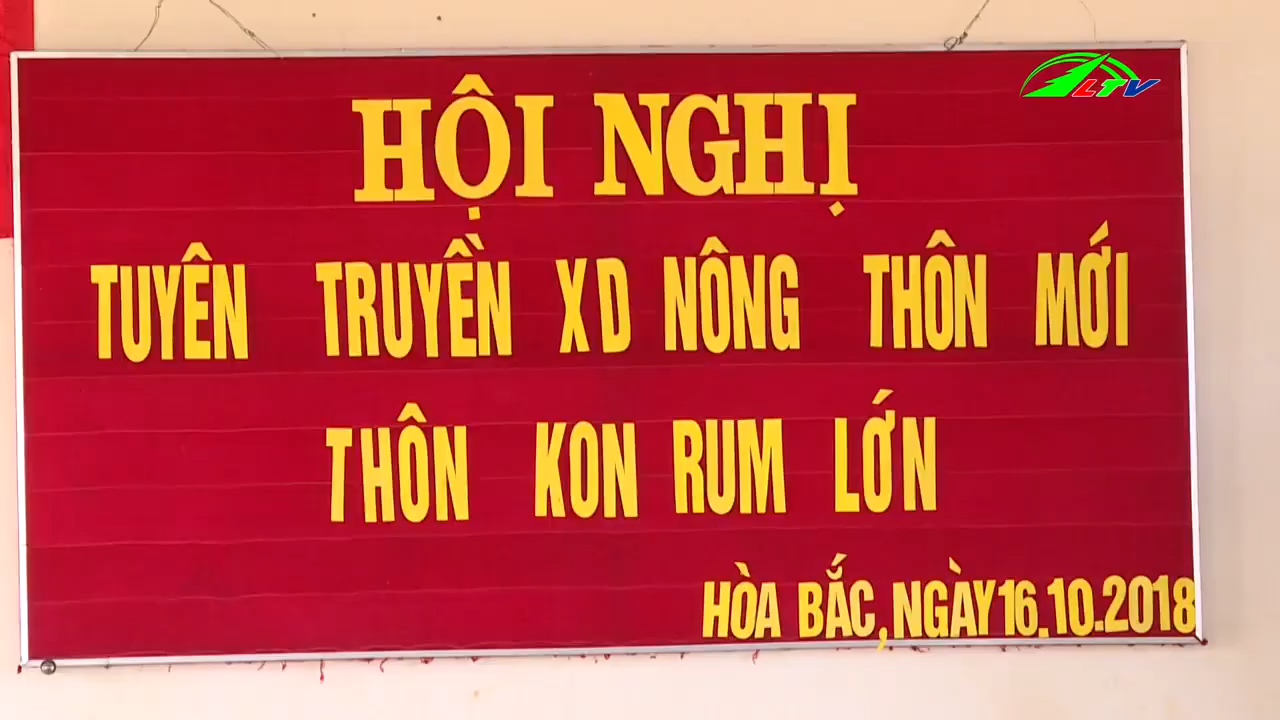 LTV
HỘI NGHỊ
TUYÊN TRUYỀN XD NÔNG THÔN MỚI
THÔN KON RUM LỚN
HÒA BẮC, NGÀY 16.10.2018